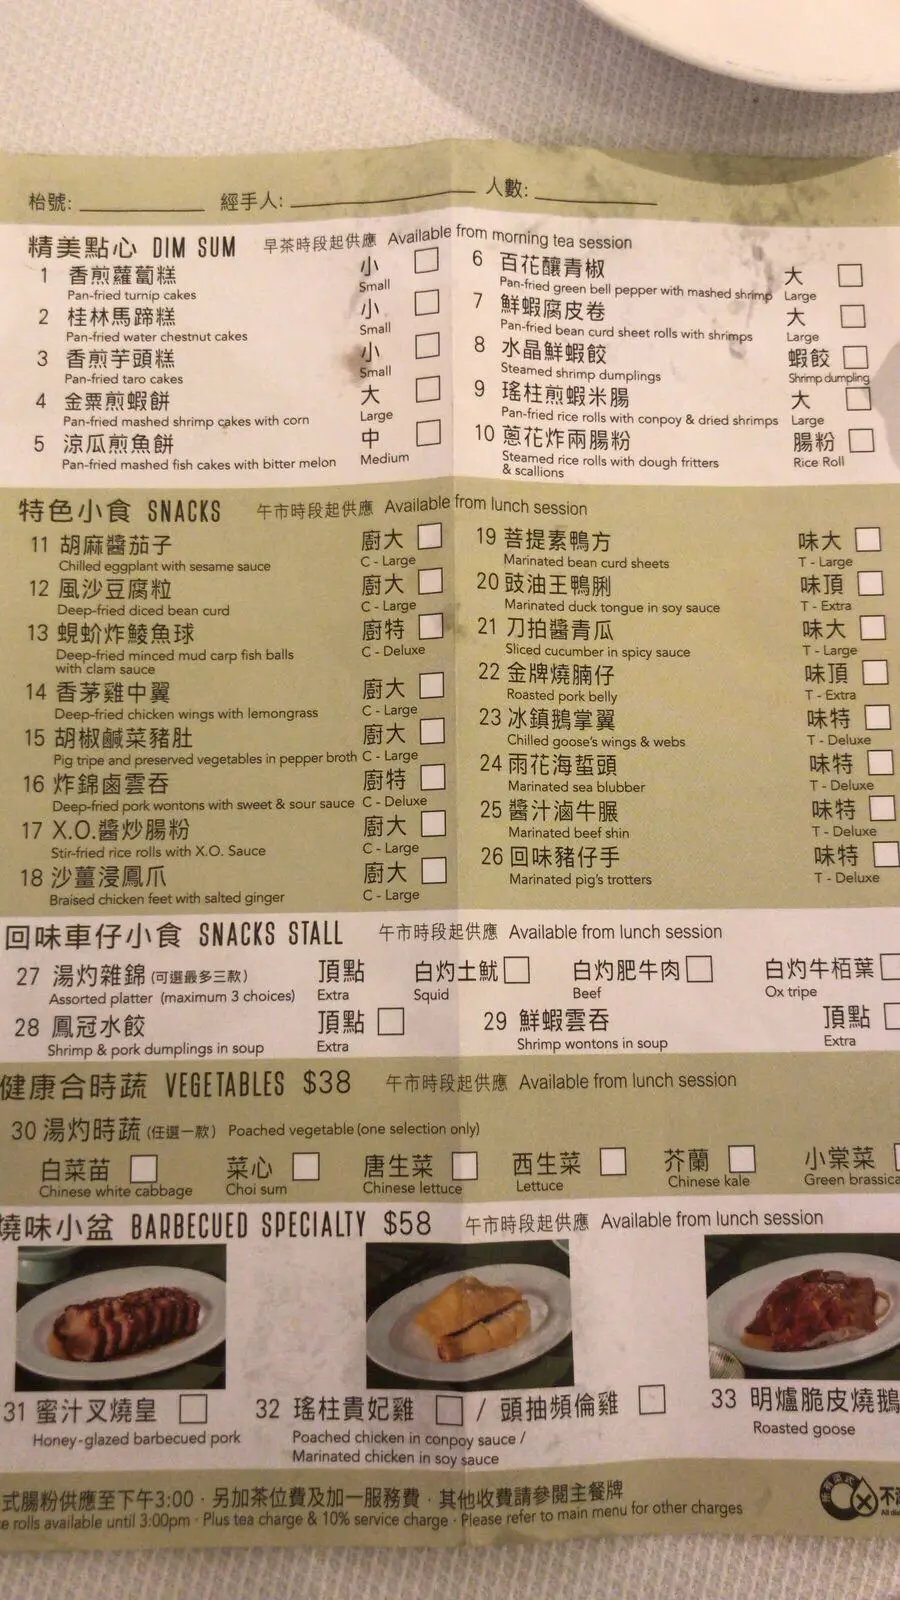 枱號: 經手人: 人數:
精美點心 DIM SUM 早茶時段起供應 Available from morning tea session
1 香煎蘿蔔糕 小
Pan-fried turnip cakes Small
2 桂林馬蹄糕 小
Pan-fried water chestnut cakes Small
3 香煎芋頭糕 小
Pan-fried taro cakes Small
4 金粟煎蝦餅 大
Pan-fried mashed shrimp cakes with corn Large
5 涼瓜煎魚餅 中
Pan-fried mashed fish cakes with bitter melon Medium
6 百花釀青椒 大
Pan-fried green bell pepper with mashed shrimp Large
7 鮮蝦腐皮卷 大
Pan-fried bean curd sheet rolls with shrimps Large
8 水晶鮮蝦餃 蝦餃
Steamed shrimp dumplings Shrimp dumpling
9 瑤柱煎蝦米腸 大
Pan-fried rice rolls with conpoy & dried shrimps Large
10 蔥花炸兩腸粉 腸粉
Steamed rice rolls with dough fritters Rice Roll
& scallions
特色小食 SNACKS 午市時段起供應 Available from lunch session
11 胡麻醬茄子 廚大
Chilled eggplant with sesame sauce C - Large
12 風沙豆腐粒 廚大
Deep-fried diced bean curd C - Large
13 蜆蚧炸鯪魚球 廚特
Deep-fried minced mud carp fish balls C - Deluxe
with clam sauce
14 香茅雞中翼 廚大
Deep-fried chicken wings with lemongrass C - Large
15 胡椒鹹菜豬肚 廚大
Pig tripe and preserved vegetables in pepper broth C - Large
16 炸錦鹵雲吞 廚特
Deep-fried pork wontons with sweet & sour sauce C - Deluxe
17 X.O.醬炒腸粉 廚大
Stir-fried rice rolls with X.O. Sauce C - Large
18 沙薑浸鳳爪 廚大
Braised chicken feet with salted ginger C - Large
19 菩提素鴨方 味大
Marinated bean curd sheets T - Large
20 豉油王鴨脷 味頂
Marinated duck tongue in soy sauce T - Extra
21 刀拍醬青瓜 味大
Sliced cucumber in spicy sauce T - Large
22 金牌燒腩仔 味頂
Roasted pork belly T - Extra
23 冰鎮鵝掌翼 味特
Chilled goose's wings & webs T - Deluxe
24 雨花海蜇頭 味特
Marinated sea blubber T - Deluxe
25 醬汁滷牛𦟌 味特
Marinated beef shin T - Deluxe
26 回味豬仔手 味特
Marinated pig's trotters T - Deluxe
回味車仔小食 SNACKS STALL 午市時段起供應 Available from lunch session
27 湯灼雜錦 (可選最多三款) 頂點 白灼土魷 白灼肥牛肉 白灼牛栢葉
Assorted platter (maximum 3 choices) Extra Squid Beef Ox tripe
28 鳳冠水餃 頂點 29 鮮蝦雲吞 頂點
Shrimp & pork dumplings in soup Extra Shrimp wontons in soup Extra
健康合時蔬 VEGETABLES $38 午市時段起供應 Available from lunch session
30 湯灼時蔬 (任選一款) Poached vegetable (one selection only)
白菜苗 菜心 唐生菜 西生菜 芥蘭 小棠菜
Chinese white cabbage Choi sum Chinese lettuce Lettuce Chinese kale Green brassica
燒味小盆 BARBECUED SPECIALTY $58 午市時段起供應 Available from lunch session
31 蜜汁叉燒皇 32 瑤柱貴妃雞 / 頭抽頻倫雞 33 明爐脆皮燒鵝
Honey-glazed barbecued pork Poached chicken in conpoy sauce / Roasted goose
Marinated chicken in soy sauce
式腸粉供應至下午3:00 · 另加茶位費及加一服務費 · 其他收費請參閱主餐牌
ce rolls available until 3:00pm · Plus tea charge & 10% service charge · Please refer to main menu for other charges